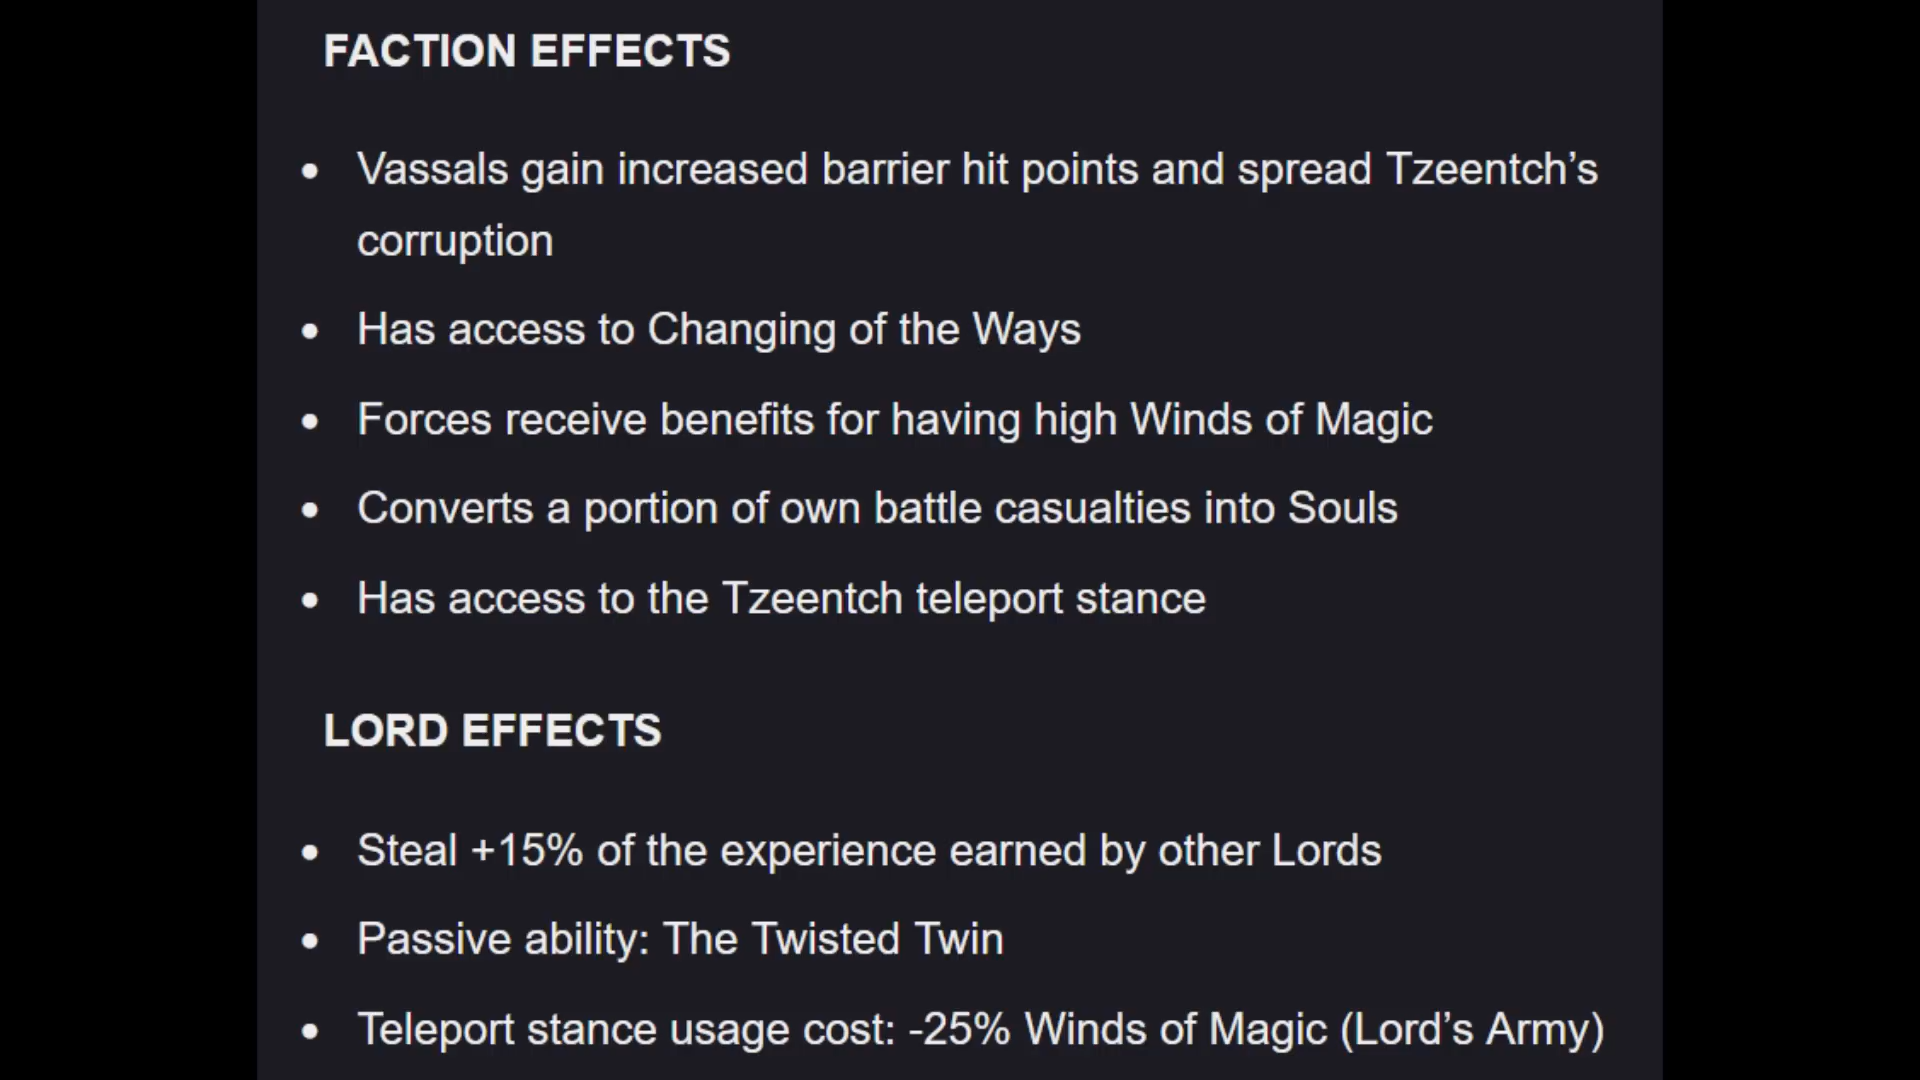 FACTION EFFECTS
• Vassals gain increased barrier hit points and spread Tzeentch’s
corruption
• Has access to Changing of the Ways
• Forces receive benefits for having high Winds of Magic
• Converts a portion of own battle casualties into Souls
• Has access to the Tzeentch teleport stance
LORD EFFECTS
• Steal +15% of the experience earned by other Lords
• Passive ability: The Twisted Twin
• Teleport stance usage cost: -25% Winds of Magic (Lord’s Army)